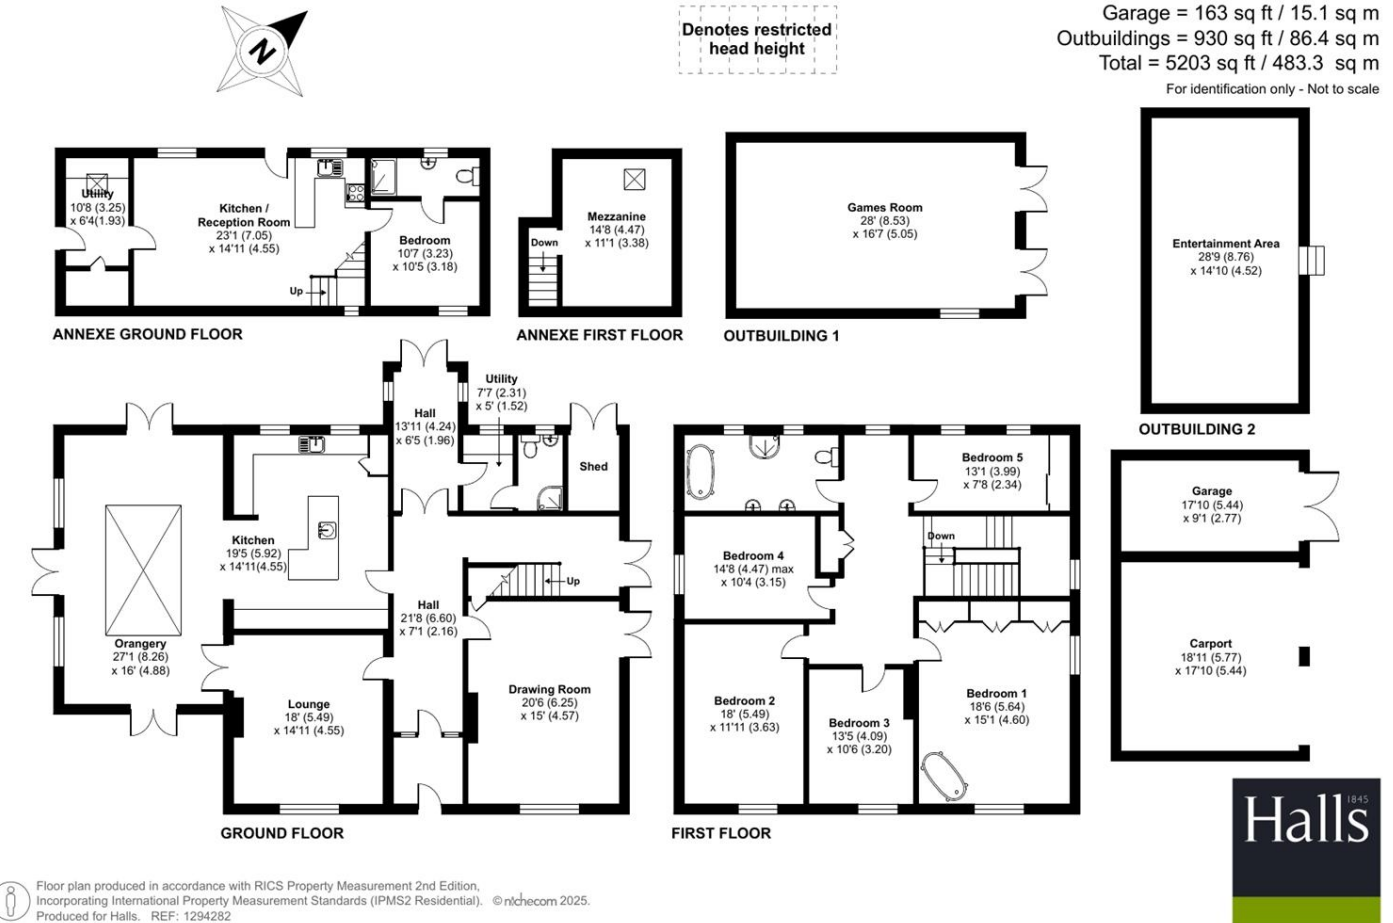 Garage = 163 sq ft / 15.1 sq m
Outbuildings = 930 sq ft / 86.4 sq m
Total = 5203 sq ft / 483.3 sq m
For identification only - Not to scale
N
Denotes restricted
head height
Utility
10'8 (3.25)
x 6'4(1.93)
Kitchen /
Reception Room
23'1 (7.05)
x 14'11 (4.55)
Up
Bedroom
10'7 (3.23)
x 10'5 (3.18)
ANNEXE GROUND FLOOR
Mezzanine
14'8 (4.47)
x 11'1 (3.38)
Down
ANNEXE FIRST FLOOR
Games Room
28' (8.53)
x 16'7 (5.05)
OUTBUILDING 1
Entertainment Area
28'9 (8.76)
x 14'10 (4.52)
OUTBUILDING 2
Utility
7'7 (2.31)
x 5' (1.52)
Hall
13'11 (4.24)
x 6'5 (1.96)
Shed
Kitchen
19'5 (5.92)
x 14'11(4.55)
Up
Hall
21'8 (6.60)
x 7'1 (2.16)
Orangery
27'1 (8.26)
x 16' (4.88)
Lounge
18' (5.49)
x 14'11 (4.55)
Drawing Room
20'6 (6.25)
x 15' (4.57)
GROUND FLOOR
Bedroom 5
13'1 (3.99)
x 7'8 (2.34)
Down
Bedroom 4
14'8 (4.47) max
x 10'4 (3.15)
Bedroom 2
18' (5.49)
x 11'11 (3.63)
Bedroom 3
13'5 (4.09)
x 10'6 (3.20)
Bedroom 1
18'6 (5.64)
x 15'1 (4.60)
FIRST FLOOR
Garage
17'10 (5.44)
x 9'1 (2.77)
Carport
18'11 (5.77)
x 17'10 (5.44)
Halls
1845
Floor plan produced in accordance with RICS Property Measurement 2nd Edition,
Incorporating International Property Measurement Standards (IPMS2 Residential). © nichecom 2025.
Produced for Halls. REF: 1294282